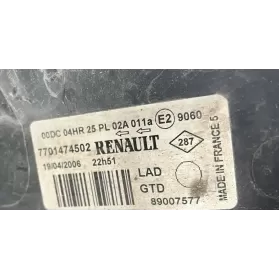 00DC 04HR 25 PL 02A 011a E2 9060
7701474502 RENAULT 287
19/04/2006 22h51
LAD
GTD
89007577
MADE IN FRANCE 5